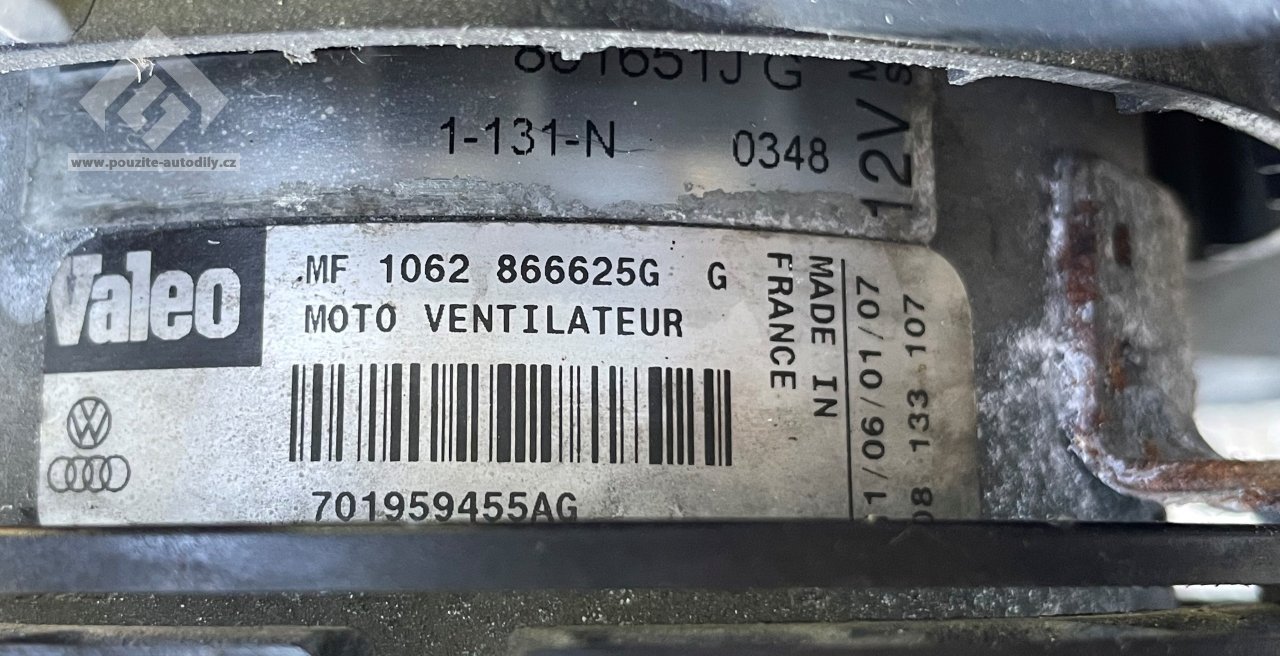 1651J G
1-131-N 0348
12V
www.pouzite-autodily.cz
Valeo
MF 1062 866625G G
MOTO VENTILATEUR
701959455AG
MADE IN
FRANCE
1/06/01/07
08 133 107